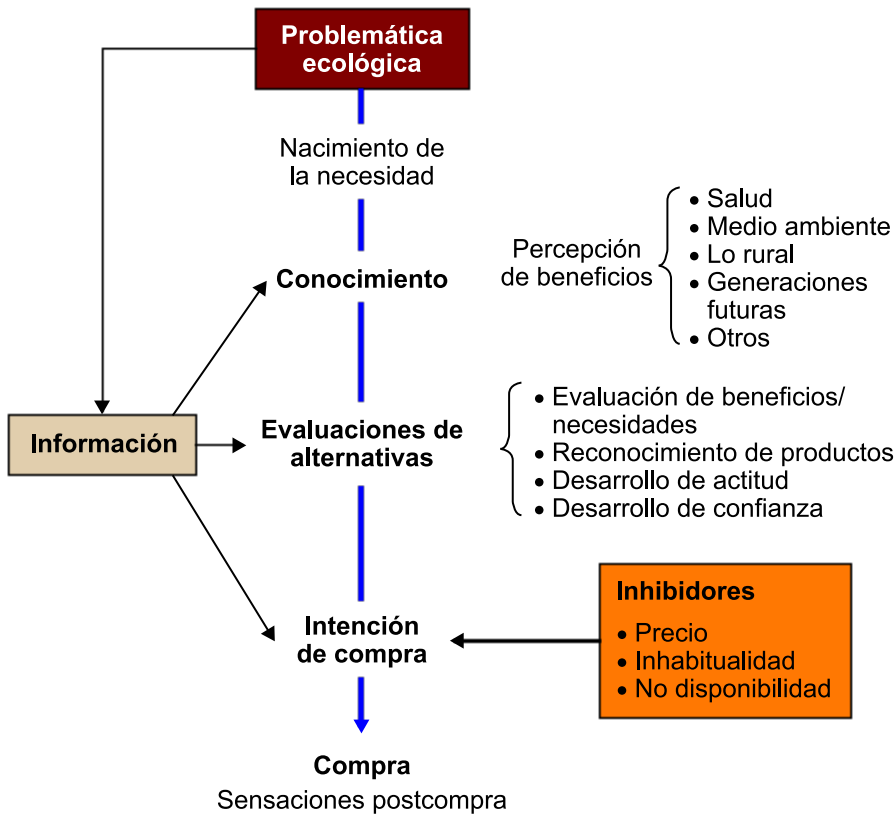 Problemática
ecológica
Nacimiento de
la necesidad
Conocimiento
Percepción
de beneficios
• Salud
• Medio ambiente
• Lo rural
• Generaciones
futuras
• Otros
Información
Evaluaciones de
alternativas
• Evaluación de beneficios/
necesidades
• Reconocimiento de productos
• Desarrollo de actitud
• Desarrollo de confianza
Intención
de compra
Inhibidores
• Precio
• Inhabitualidad
• No disponibilidad
Compra
Sensaciones postcompra